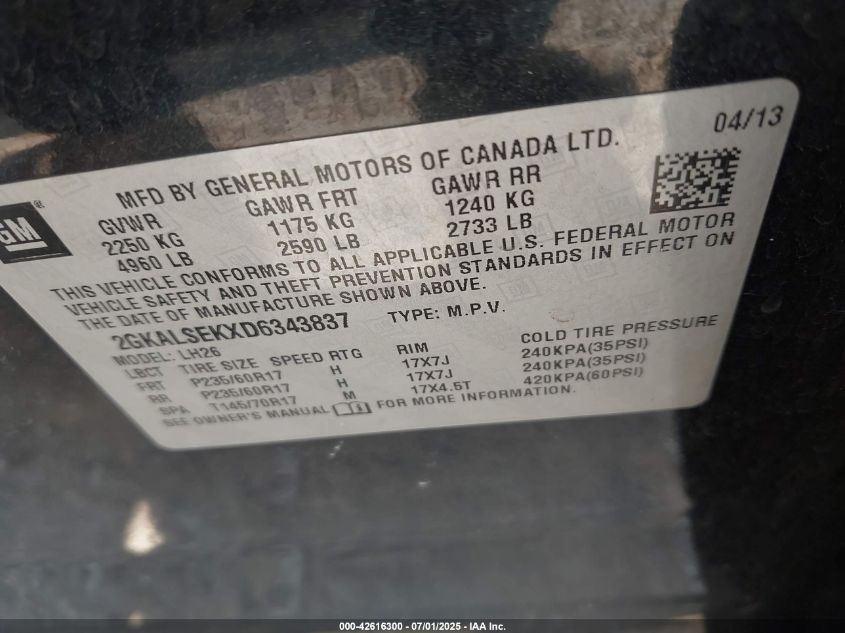 04/13
GM ®
MFD BY GENERAL MOTORS OF CANADA LTD.
GVWR GAWR FRT GAWR RR
2250 KG 1175 KG 1240 KG
4960 LB 2590 LB 2733 LB
THIS VEHICLE CONFORMS TO ALL APPLICABLE U.S. FEDERAL MOTOR
VEHICLE SAFETY AND THEFT PREVENTION STANDARDS IN EFFECT ON
THE DATE OF MANUFACTURE SHOWN ABOVE.
2GKALSEKXD6343837 TYPE: M.P.V.
MODEL: LH26
LBCT TIRE SIZE SPEED RTG RIM COLD TIRE PRESSURE
FRT P235/60R17 H 17X7J 240KPA(35PSI)
RR P235/60R17 H 17X7J 240KPA(35PSI)
SPA T145/70R17 M 17X4.5T 420KPA(60PSI)
SEE OWNER'S MANUAL FOR MORE INFORMATION.
000-42616300 - 07/01/2025 - IAA Inc.